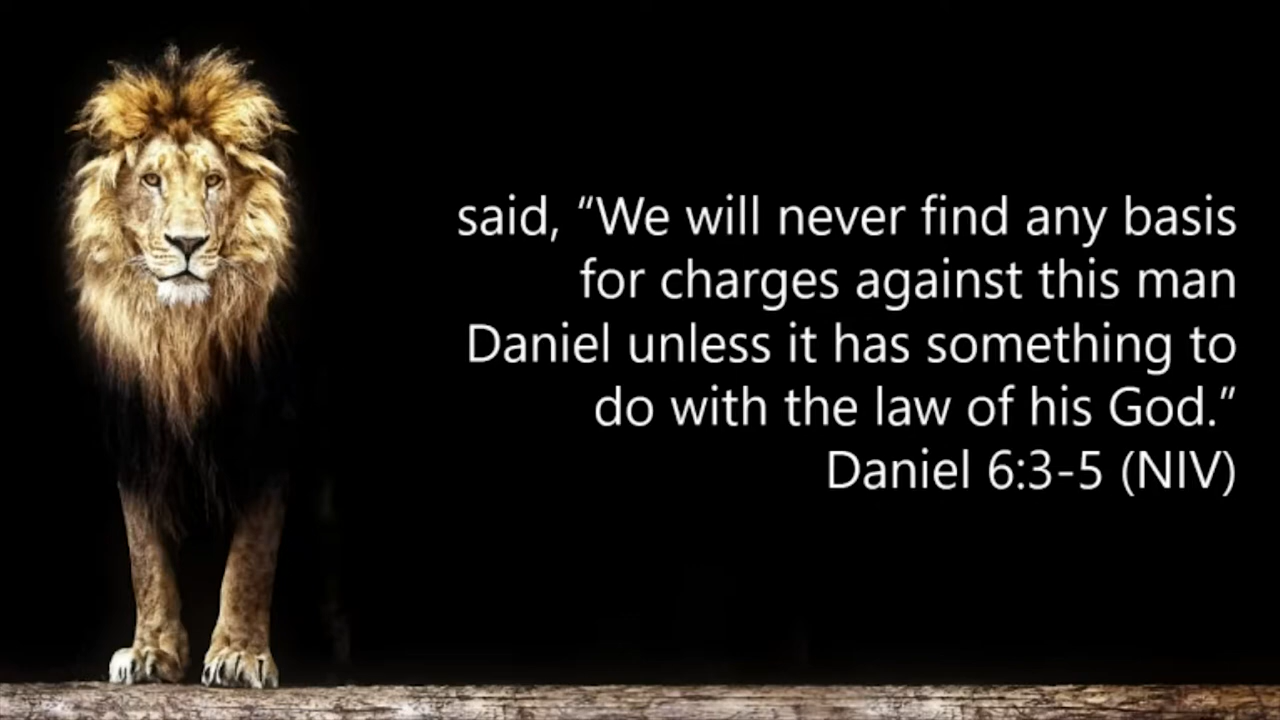 said, “We will never find any basis
for charges against this man
Daniel unless it has something to
do with the law of his God.”
Daniel 6:3-5 (NIV)